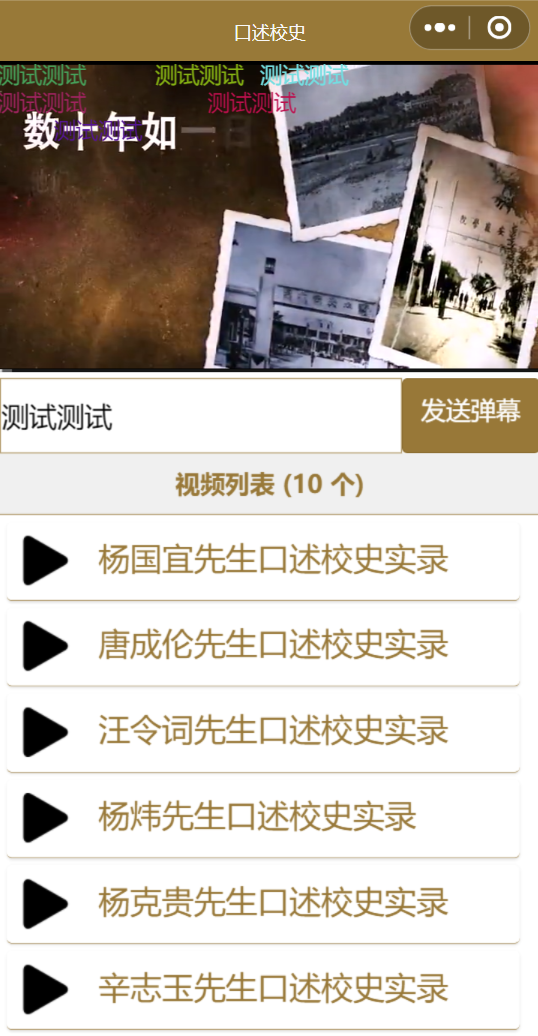 口述校史
测试测试 测试测试 测试测试
测试测试 测试测试
测试测试
数十年如一
测试测试
发送弹幕
视频列表 (10 个)
杨国宜先生口述校史实录
唐成伦先生口述校史实录
汪令词先生口述校史实录
杨炜先生口述校史实录
杨克贵先生口述校史实录
辛志玉先生口述校史实录